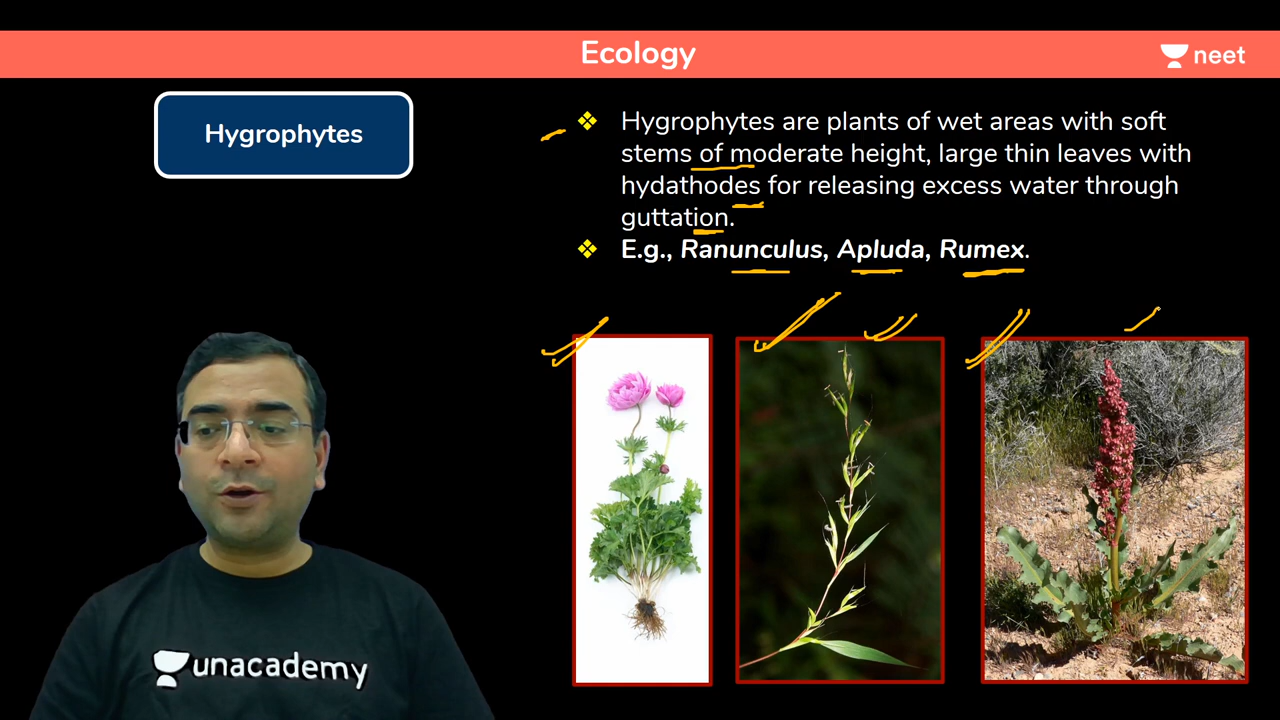 Ecology
neet
Hygrophytes
❖ Hygrophytes are plants of wet areas with soft
stems of moderate height, large thin leaves with
hydathodes for releasing excess water through
guttation.
❖ E.g., Ranunculus, Apluda, Rumex.
unacademy